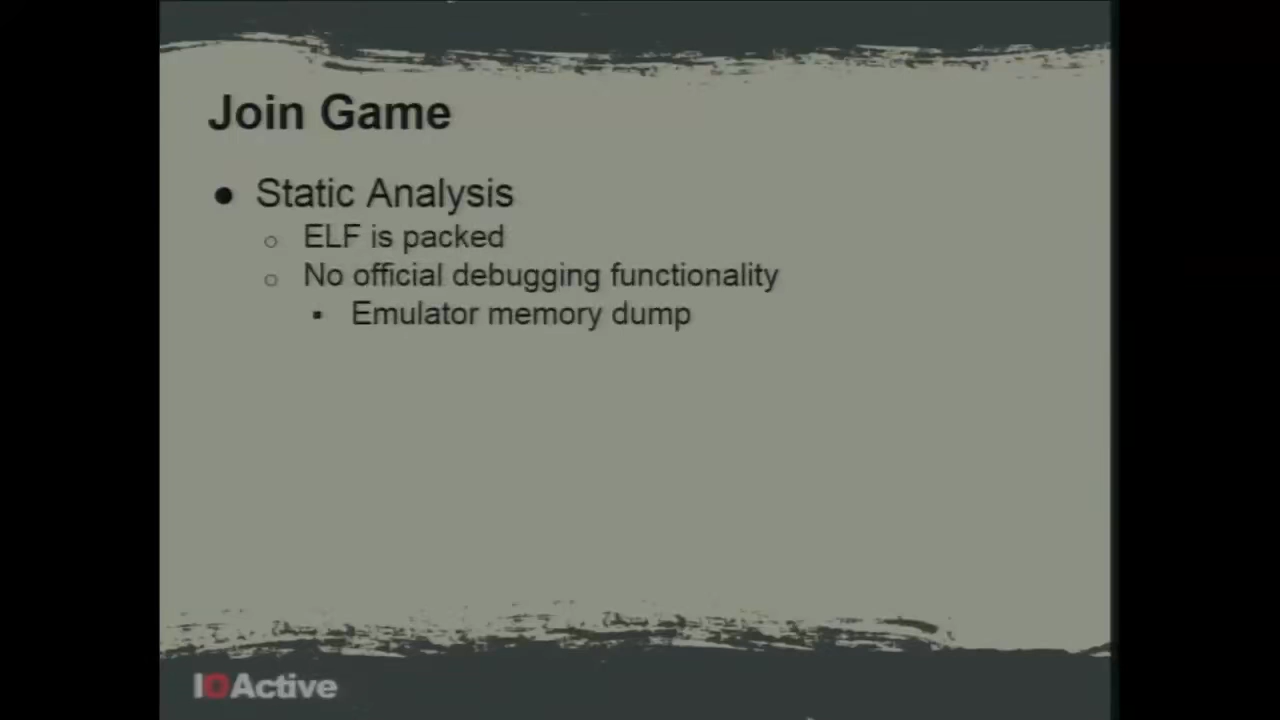 Join Game
● Static Analysis
○ ELF is packed
○ No official debugging functionality
▪ Emulator memory dump
IOActive